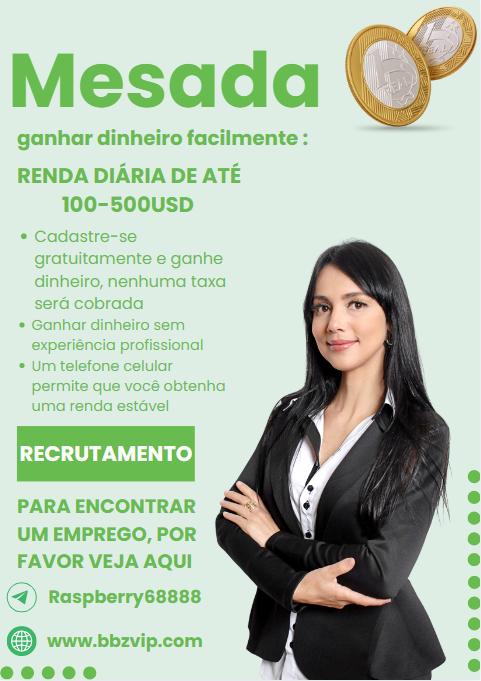 Mesada
ganhar dinheiro facilmente :
RENDA DIÁRIA DE ATÉ
100-500USD
• Cadastre-se
gratuitamente e ganhe
dinheiro, nenhuma taxa
será cobrada
• Ganhar dinheiro sem
experiência profissional
• Um telefone celular
permite que você obtenha
uma renda estável
RECRUTAMENTO
PARA ENCONTRAR
UM EMPREGO, POR
FAVOR VEJA AQUI
Raspberry68888
www.bbzvip.com